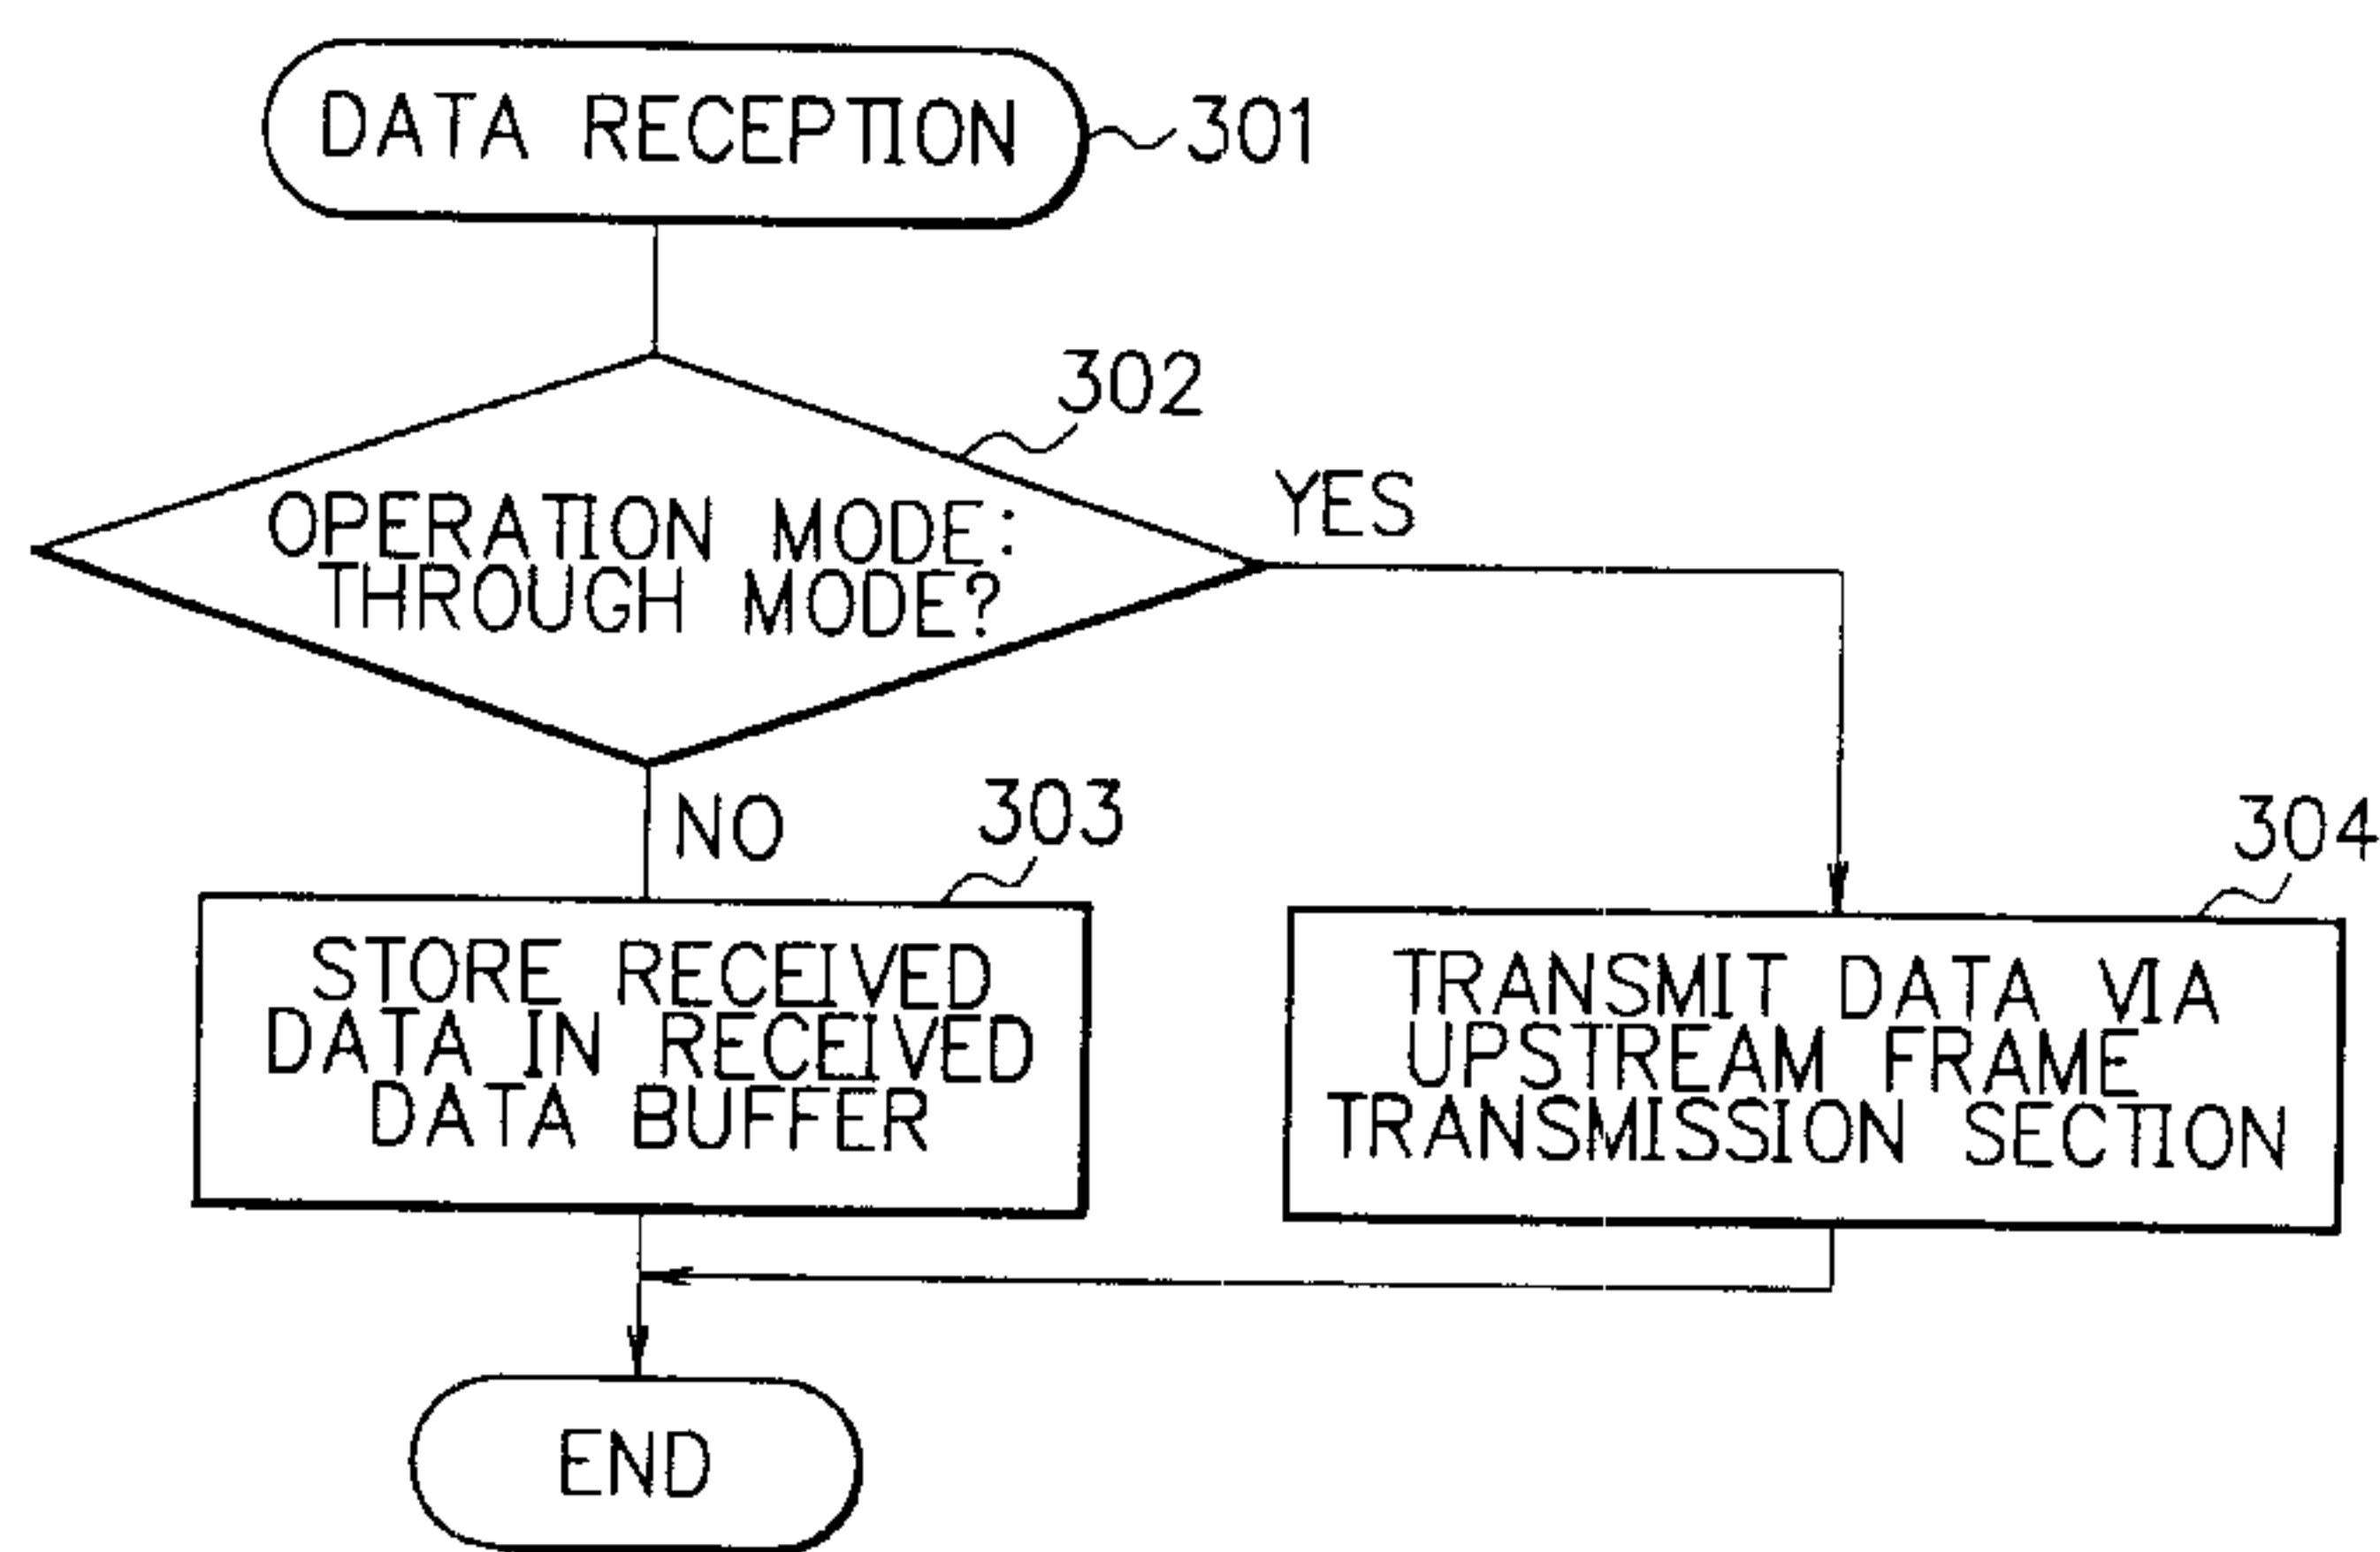 DATA RECEPTION
301
302
OPERATION MODE:
THROUGH MODE?
YES
NO
303
STORE RECEIVED
DATA IN RECEIVED
DATA BUFFER
304
TRANSMIT DATA VIA
UPSTREAM FRAME
TRANSMISSION SECTION
END